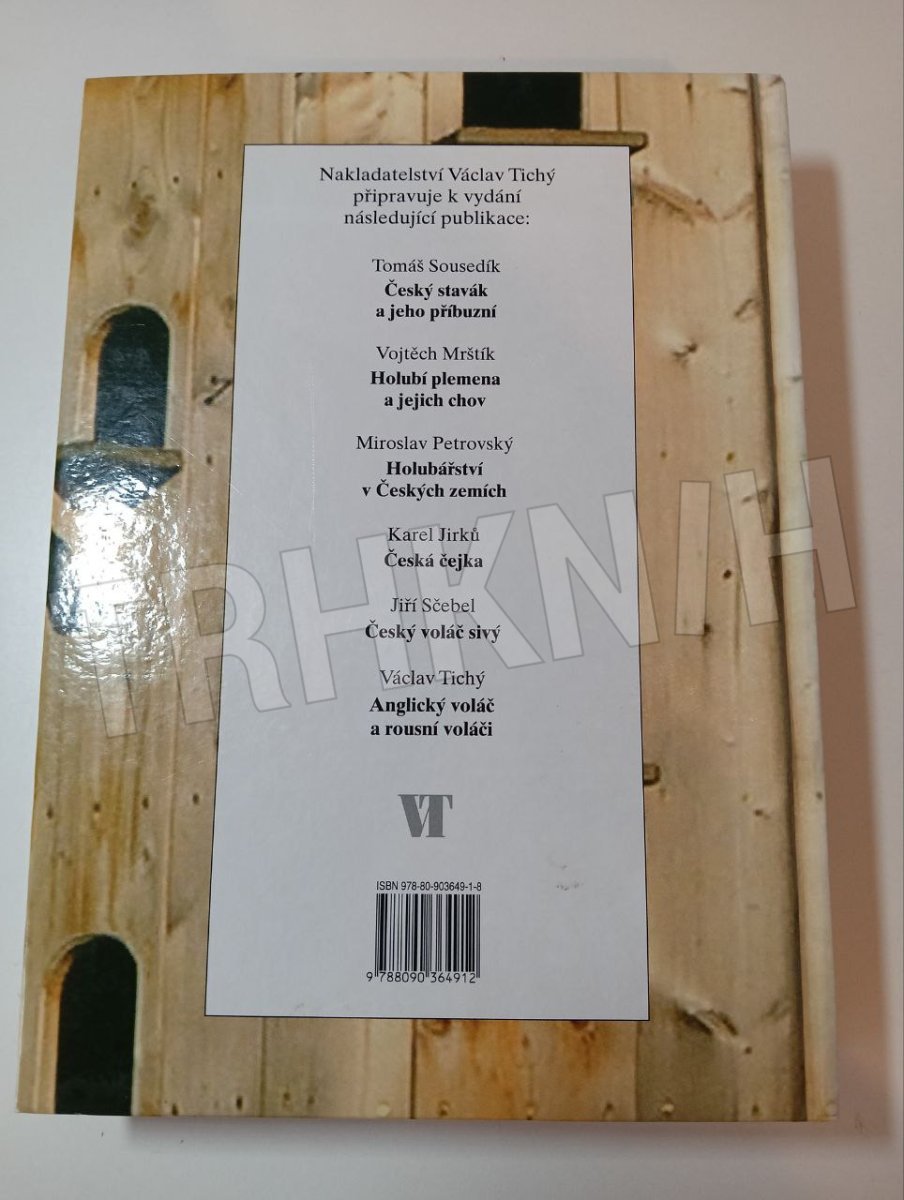 Nakladatelství Václav Tichý
připravuje k vydání
následující publikace:
Tomáš Sousedík
Český stavák
a jeho příbuzní
Vojtěch Mrštík
Holubí plemena
a jejich chov
Miroslav Petrovský
Holubářství
v Českých zemích
Karel Jirků
Česká čejka
Jiří Sčebel
Český voláč sivý
Václav Tichý
Anglický voláč
a rousní voláči
VT
ISBN 978-80-903649-1-8
9 788090 364912
TRHKNIH